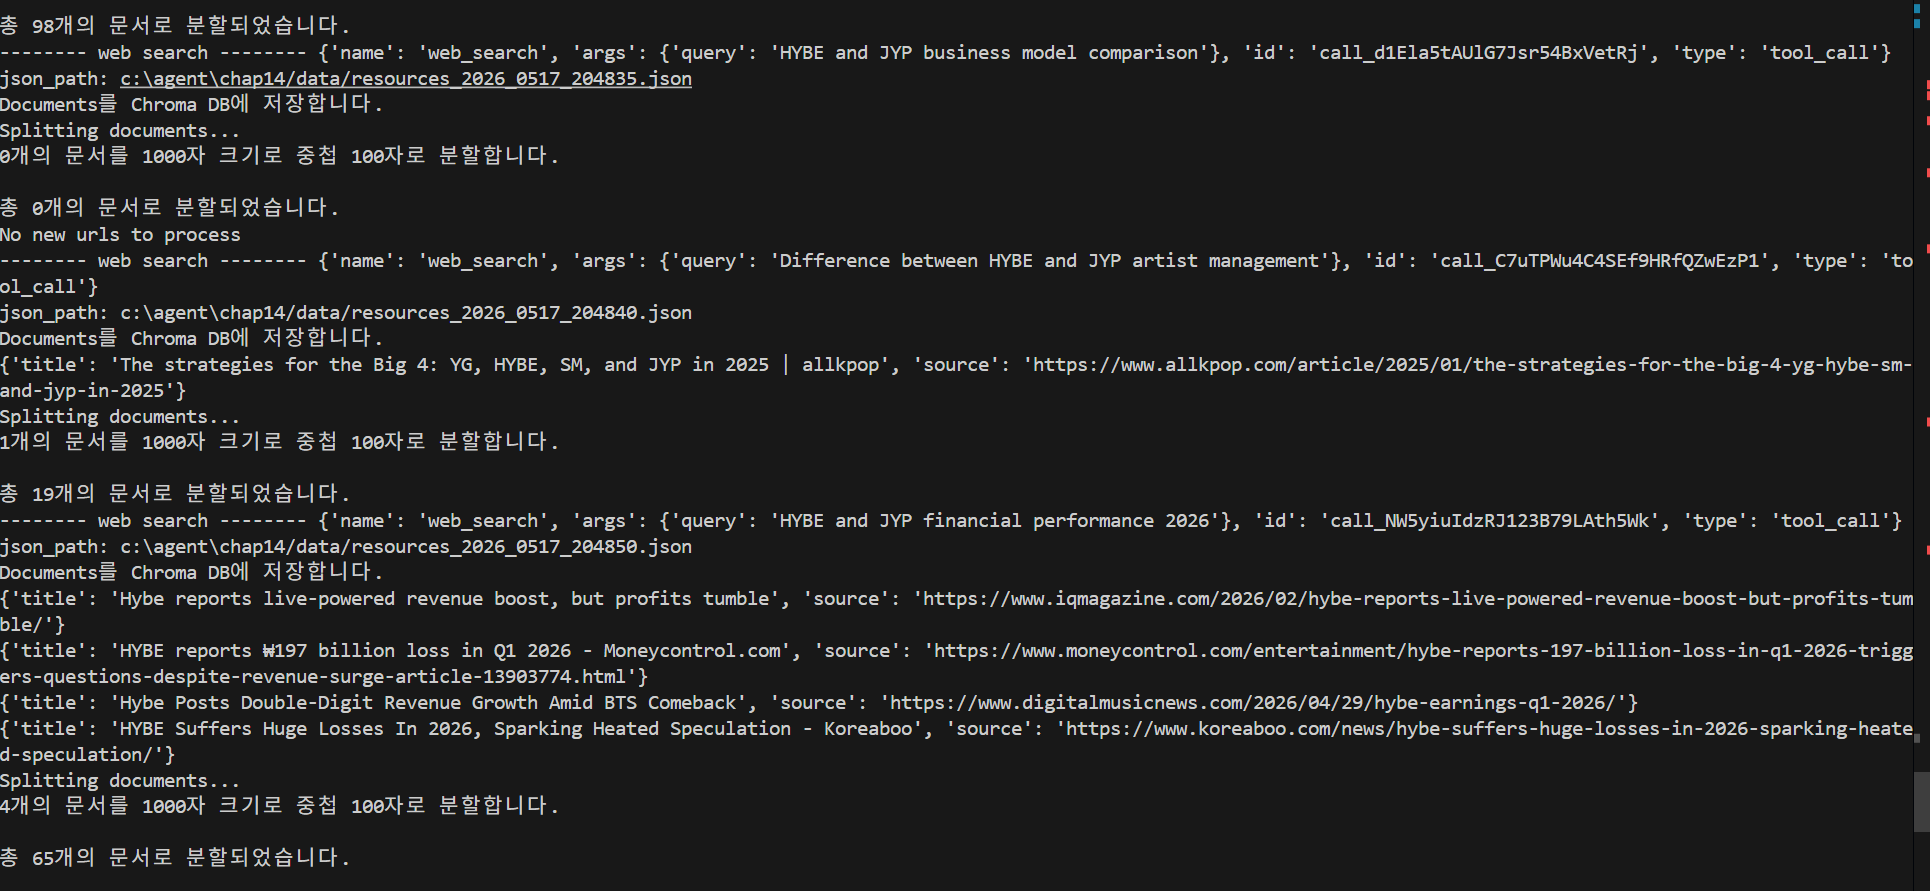 총 98개의 문서로 분할되었습니다.
-------- web search -------- {'name': 'web_search', 'args': {'query': 'HYBE and JYP business model comparison'}, 'id': 'call_d1Ela5tAUlG7Jsr54BxVetRj', 'type': 'tool_call'}
json_path: c:\agent\chap14/data/resources_2026_0517_204835.json
Documents를 Chroma DB에 저장합니다.
Splitting documents...
0개의 문서를 1000자 크기로 중첩 100자로 분할합니다.
총 0개의 문서로 분할되었습니다.
No new urls to process
-------- web search -------- {'name': 'web_search', 'args': {'query': 'Difference between HYBE and JYP artist management'}, 'id': 'call_C7uTPWu4C4SEf9HRfQZwEzP1', 'type': 'to
ol_call'}
json_path: c:\agent\chap14/data/resources_2026_0517_204840.json
Documents를 Chroma DB에 저장합니다.
{'title': 'The strategies for the Big 4: YG, HYBE, SM, and JYP in 2025 | allkpop', 'source': 'https://www.allkpop.com/article/2025/01/the-strategies-for-the-big-4-yg-hybe-sm-
and-jyp-in-2025'}
Splitting documents...
1개의 문서를 1000자 크기로 중첩 100자로 분할합니다.
총 19개의 문서로 분할되었습니다.
-------- web search -------- {'name': 'web_search', 'args': {'query': 'HYBE and JYP financial performance 2026'}, 'id': 'call_NW5yiuIdzRJ123B79LAth5Wk', 'type': 'tool_call'}
json_path: c:\agent\chap14/data/resources_2026_0517_204850.json
Documents를 Chroma DB에 저장합니다.
{'title': 'Hybe reports live-powered revenue boost, but profits tumble', 'source': 'https://www.iqmagazine.com/2026/02/hybe-reports-live-powered-revenue-boost-but-profits-tum
ble/'}
{'title': 'HYBE reports ₩197 billion loss in Q1 2026 - Moneycontrol.com', 'source': 'https://www.moneycontrol.com/entertainment/hybe-reports-197-billion-loss-in-q1-2026-trigg
ers-questions-despite-revenue-surge-article-13903774.html'}
{'title': 'Hybe Posts Double-Digit Revenue Growth Amid BTS Comeback', 'source': 'https://www.digitalmusicnews.com/2026/04/29/hybe-earnings-q1-2026/'}
{'title': 'HYBE Suffers Huge Losses In 2026, Sparking Heated Speculation - Koreaboo', 'source': 'https://www.koreaboo.com/news/hybe-suffers-huge-losses-in-2026-sparking-heate
d-speculation/'}
Splitting documents...
4개의 문서를 1000자 크기로 중첩 100자로 분할합니다.
총 65개의 문서로 분할되었습니다.